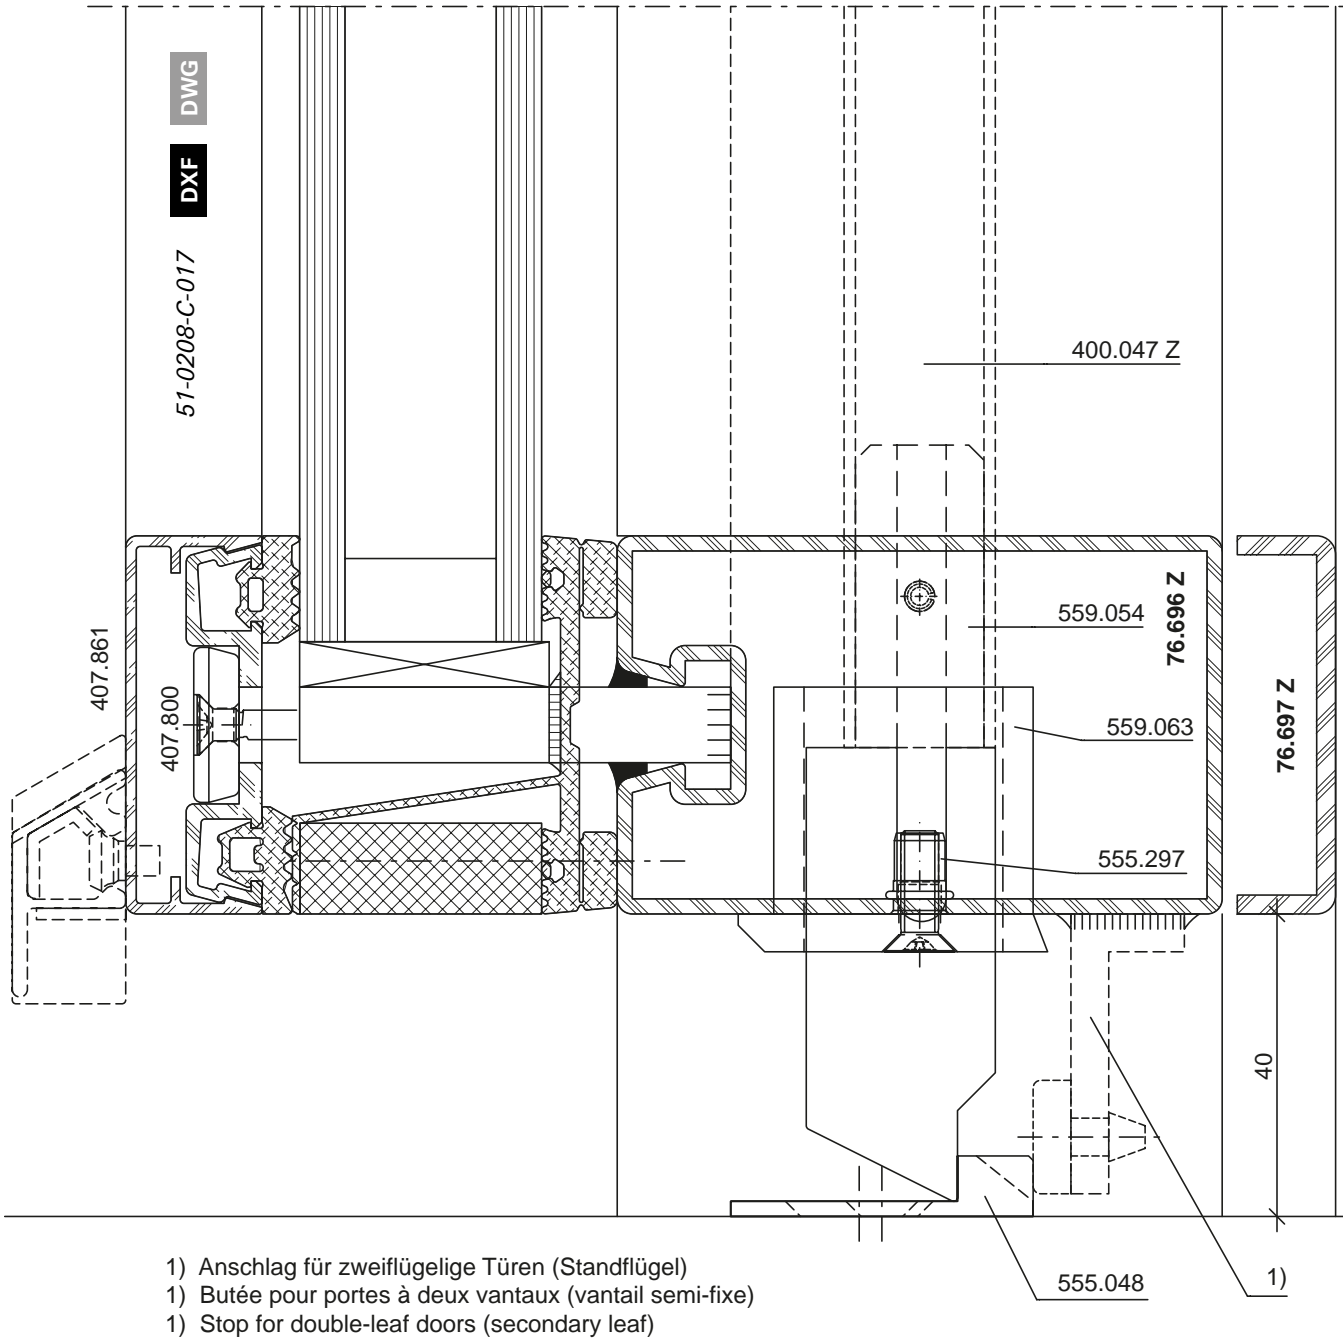 DWG
DXF
51-0208-C-017
400.047 Z
407.861
407.800
559.054
76.696 Z
559.063
76.697 Z
555.297
40
555.048
1)
1) Anschlag für zweiflügelige Türen (Standflügel)
1) Butée pour portes à deux vantaux (vantail semi-fixe)
1) Stop for double-leaf doors (secondary leaf)